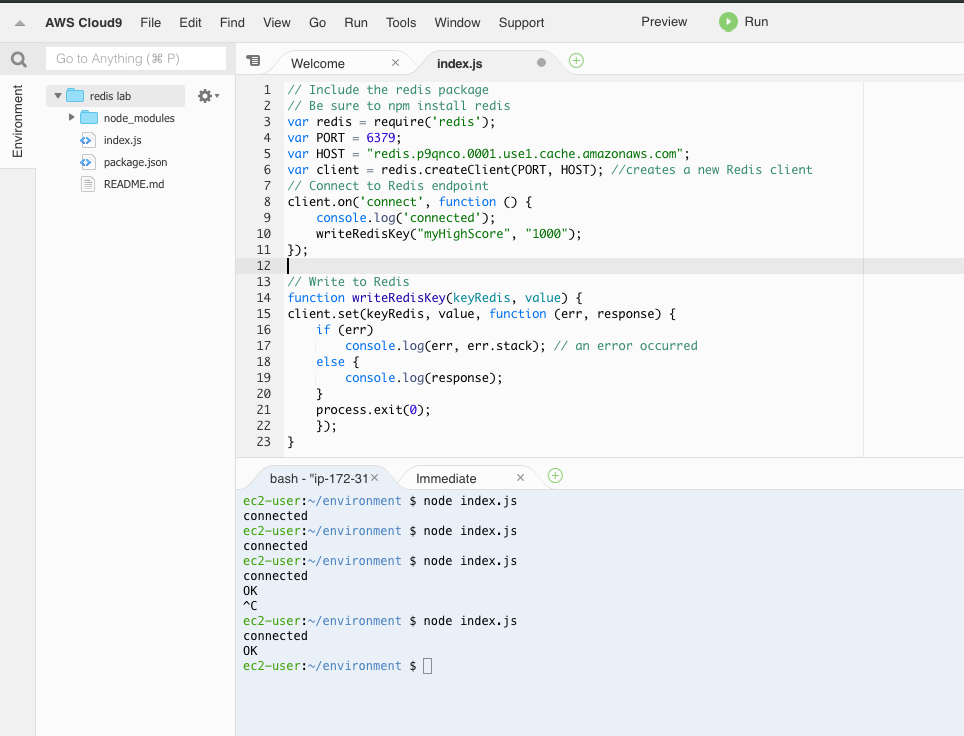 AWS Cloud9 File Edit Find View Go Run Tools Window Support Preview Run
Go to Anything (⌘ P)
Environment
redis lab
node_modules
index.js
package.json
README.md
Welcome × index.js
1 // Include the redis package
2 // Be sure to npm install redis
3 var redis = require('redis');
4 var PORT = 6379;
5 var HOST = "redis.p9qnco.0001.use1.cache.amazonaws.com";
6 var client = redis.createClient(PORT, HOST); //creates a new Redis client
7 // Connect to Redis endpoint
8 client.on('connect', function () {
9     console.log('connected');
10     writeRedisKey("myHighScore", "1000");
11 });
12
13 // Write to Redis
14 function writeRedisKey(keyRedis, value) {
15 client.set(keyRedis, value, function (err, response) {
16     if (err)
17         console.log(err, err.stack); // an error occurred
18     else {
19         console.log(response);
20     }
21     process.exit(0);
22     });
23 }
bash - "ip-172-31 × Immediate ×
ec2-user:~/environment $ node index.js
connected
ec2-user:~/environment $ node index.js
connected
ec2-user:~/environment $ node index.js
connected
OK
^C
ec2-user:~/environment $ node index.js
connected
OK
ec2-user:~/environment $